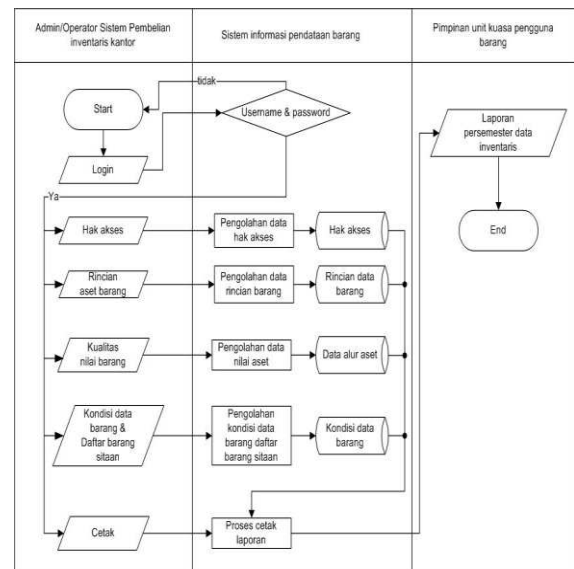 Admin/Operator Sistem Pembelian
inventaris kantor
Sistem informasi pendataan barang
Pimpinan unit kuasa pengguna
barang
tidak
Start
Username & password
Laporan
persemester data
inventaris
Login
Ya
Hak akses
Pengolahan data
hak akses
Hak akses
End
Rincian
aset barang
Pengolahan data
rincian barang
Rincian data
barang
Kualitas
nilai barang
Pengolahan data
nilai aset
Data alur aset
Kondisi data
barang &
Daftar barang
sitaan
Pengolahan
kondisi data
barang daftar
barang sitaan
Kondisi data
barang
Cetak
Proses cetak
laporan